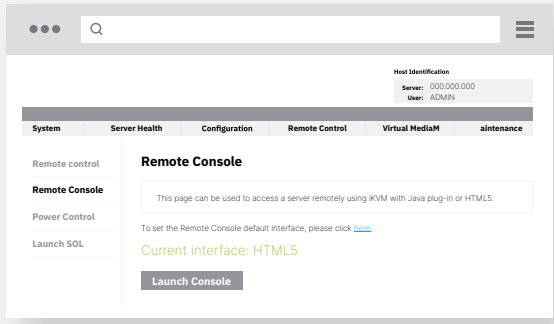 Host Identification
Server: 000.000.000
User: ADMIN
System Server Health Configuration Remote Control Virtual MediaM aintenance
Remote control
Remote Console
Power Control
Launch SOL
Remote Console
This page can be used to access a server remotely using iKVM with Java plug-in or HTML5.
To set the Remote Console default interface, please click here.
Current interface: HTML5
Launch Console